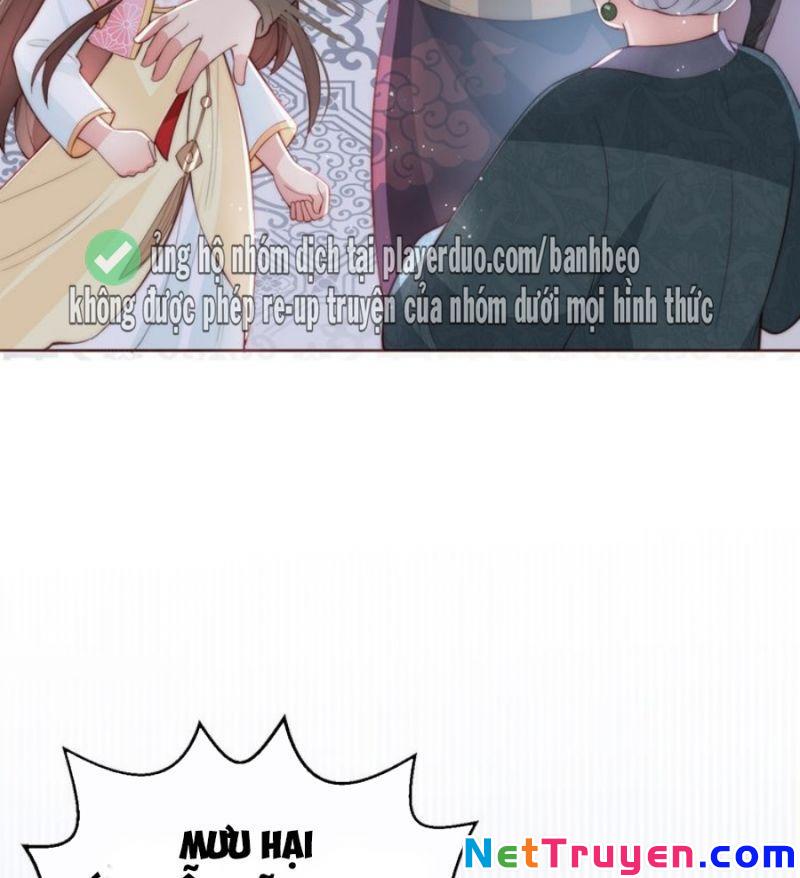 ủng hộ nhóm dịch tại playerduo.com/banhbeo
không được phép re-up truyện của nhóm dưới mọi hình thức
MƯU HẠI
NetTruyen.com